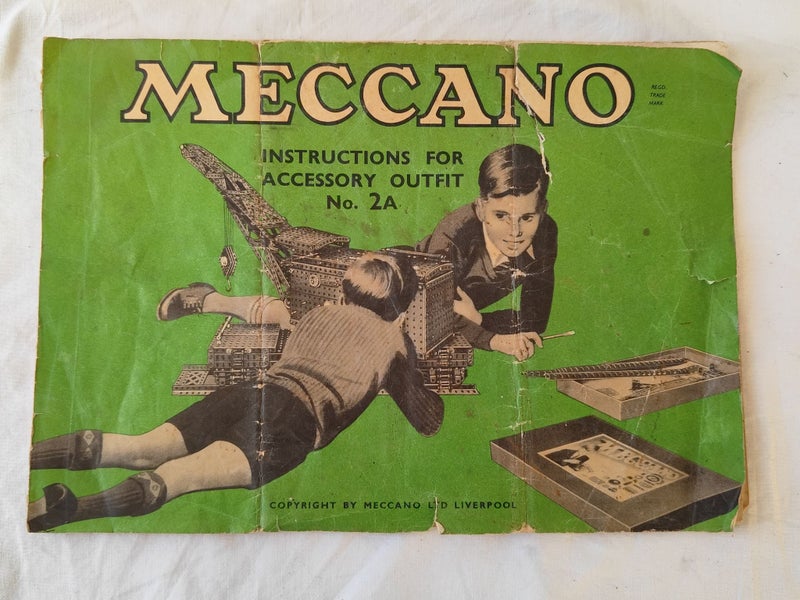 MECCANO
REGD.
TRADE
MARK
INSTRUCTIONS FOR
ACCESSORY OUTFIT
No. 2A
COPYRIGHT BY MECCANO LTD LIVERPOOL